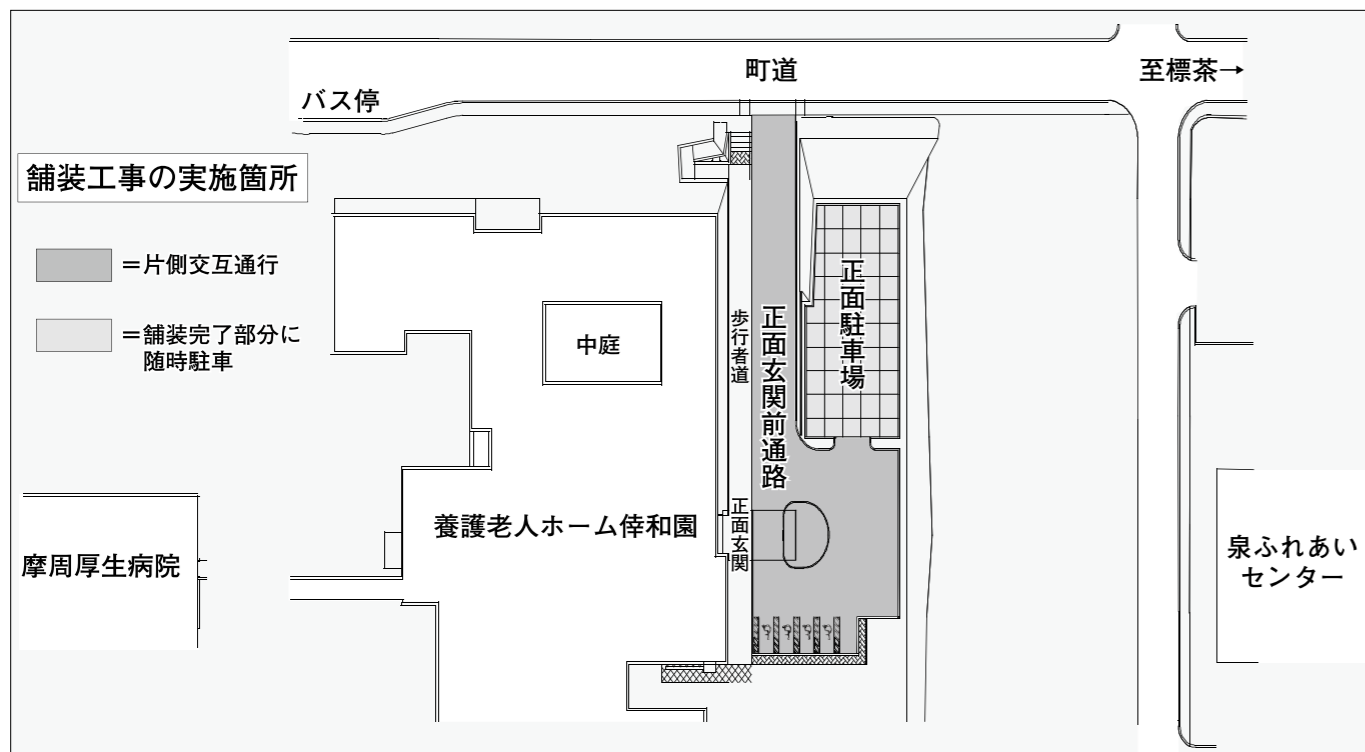 町道
至標茶→
バス停
舗装工事の実施箇所
＝片側交互通行
＝舗装完了部分に
随時駐車
中庭
歩行者道
正面玄関前通路
正面駐車場
養護老人ホーム倖和園
正面玄関
摩周厚生病院
泉ふれあい
センター